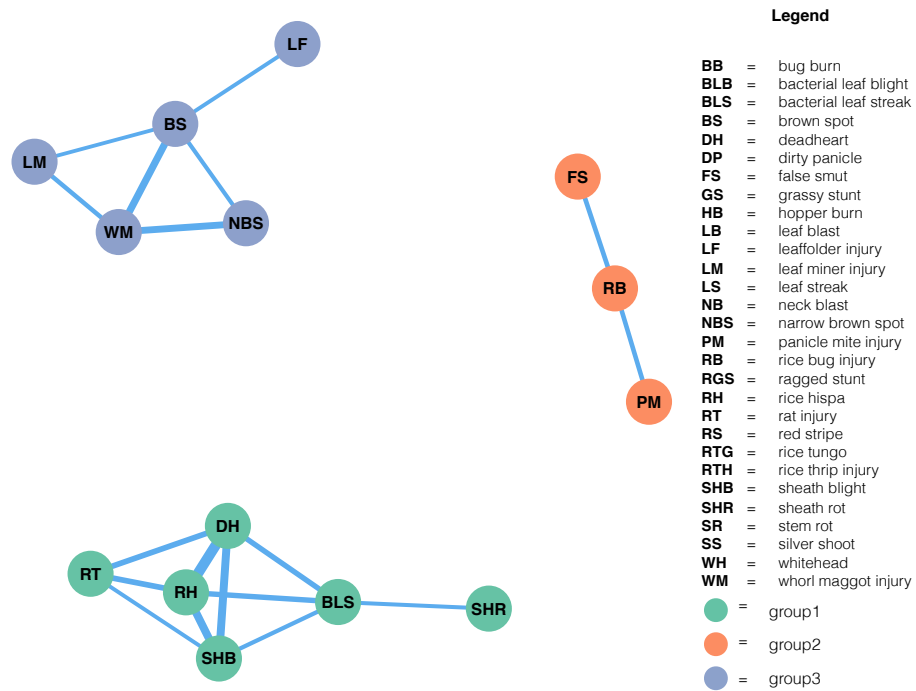 LF
BS
LM
WM
NBS
FS
RB
PM
DH
RT
RH
BLS
SHR
SHB
Legend
BB = bug burn
BLB = bacterial leaf blight
BLS = bacterial leaf streak
BS = brown spot
DH = deadheart
DP = dirty panicle
FS = false smut
GS = grassy stunt
HB = hopper burn
LB = leaf blast
LF = leaffolder injury
LM = leaf miner injury
LS = leaf streak
NB = neck blast
NBS = narrow brown spot
PM = panicle mite injury
RB = rice bug injury
RGS = ragged stunt
RH = rice hispa
RT = rat injury
RS = red stripe
RTG = rice tungo
RTH = rice thrip injury
SHB = sheath blight
SHR = sheath rot
SR = stem rot
SS = silver shoot
WH = whitehead
WM = whorl maggot injury
= group1
= group2
= group3